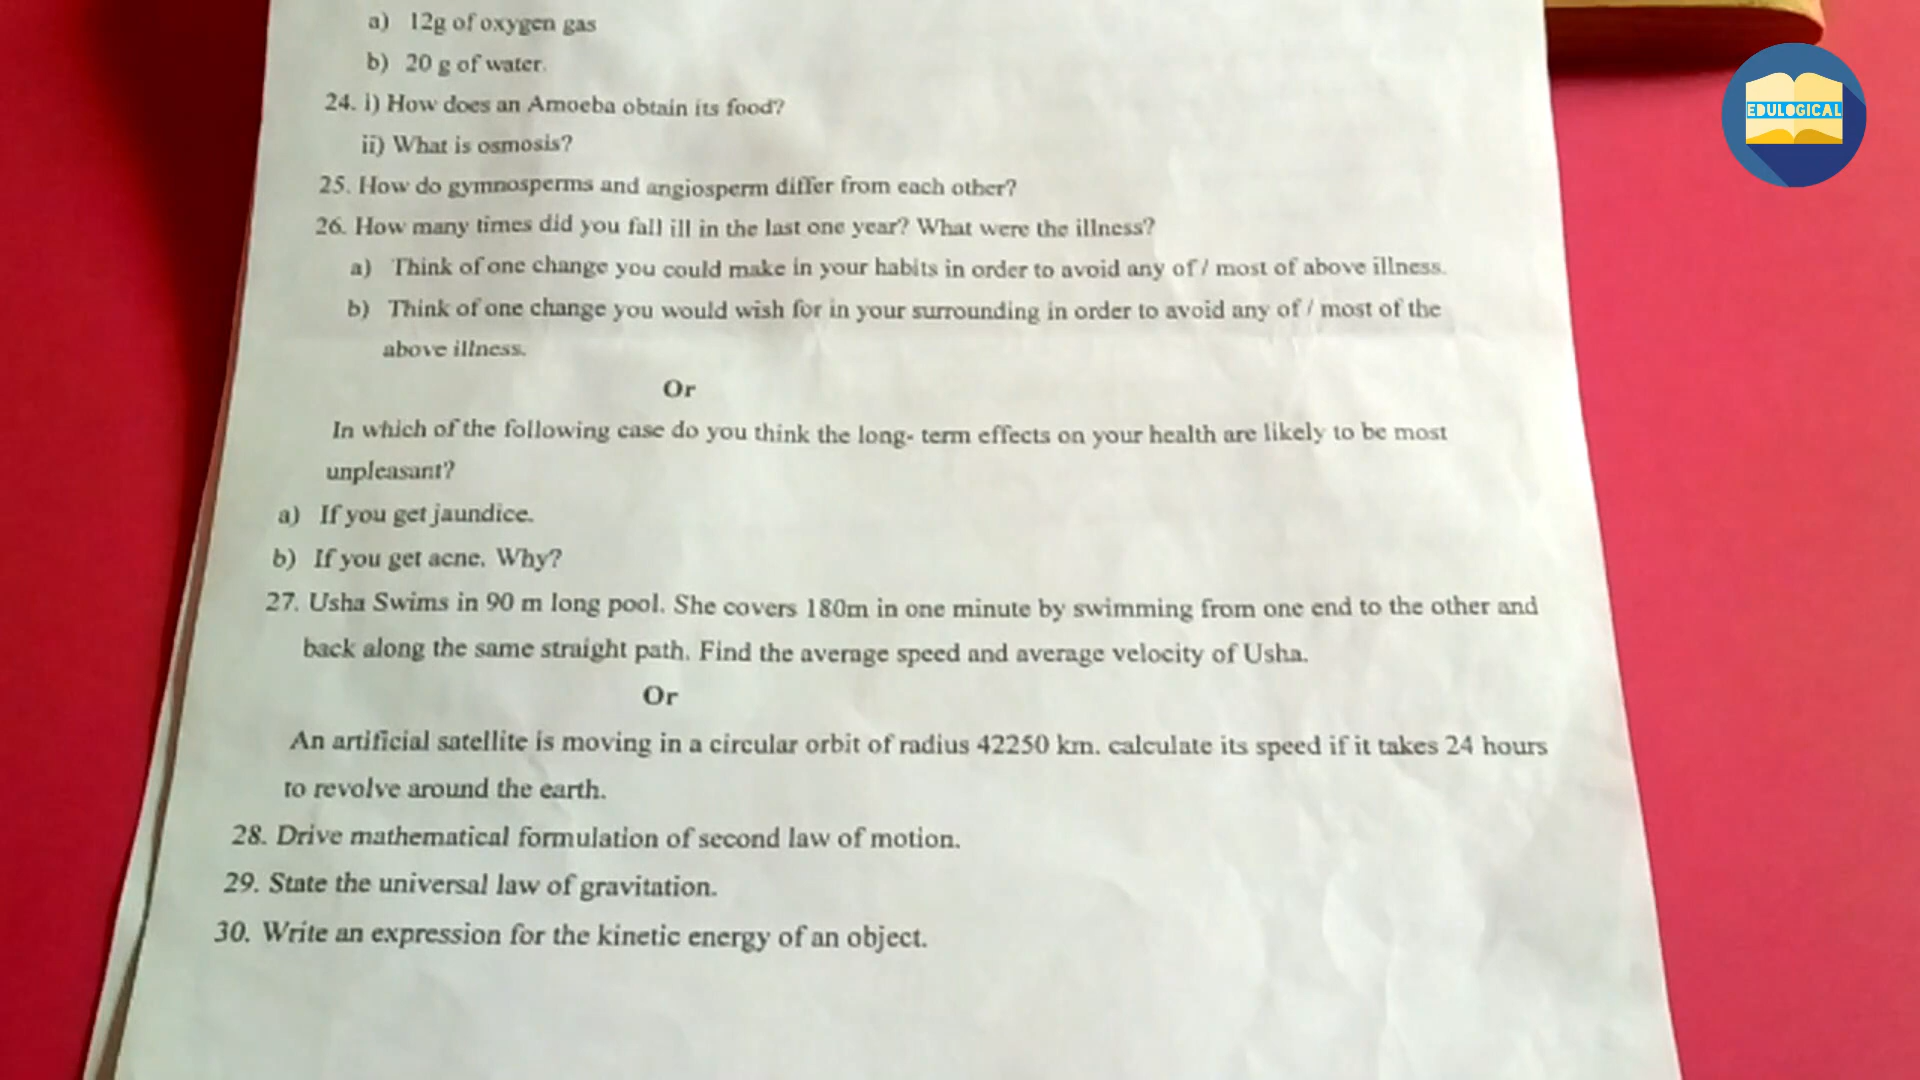 a) 12g of oxygen gas
b) 20 g of water.
EDULOGICAL
24. i) How does an Amoeba obtain its food?
ii) What is osmosis?
25. How do gymnosperms and angiosperm differ from each other?
26. How many times did you fall ill in the last one year? What were the illness?
a) Think of one change you could make in your habits in order to avoid any of / most of above illness.
b) Think of one change you would wish for in your surrounding in order to avoid any of / most of the
above illness.
Or
In which of the following case do you think the long- term effects on your health are likely to be most
unpleasant?
a) If you get jaundice.
b) If you get acne. Why?
27. Usha Swims in 90 m long pool. She covers 180m in one minute by swimming from one end to the other and
back along the same straight path. Find the average speed and average velocity of Usha.
Or
An artificial satellite is moving in a circular orbit of radius 42250 km. calculate its speed if it takes 24 hours
to revolve around the earth.
28. Drive mathematical formulation of second law of motion.
29. State the universal law of gravitation.
30. Write an expression for the kinetic energy of an object.